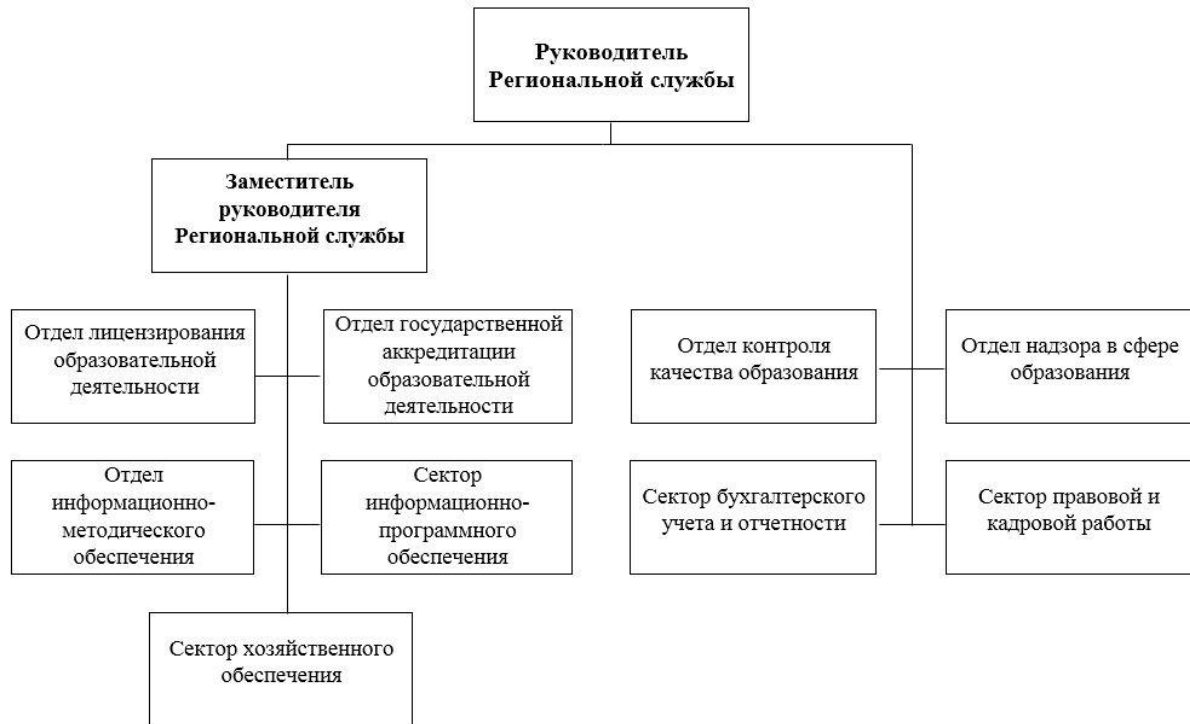 Руководитель
Региональной службы
Заместитель
руководителя
Региональной службы
Отдел лицензирования
образовательной
деятельности
Отдел государственной
аккредитации
образовательной
деятельности
Отдел контроля
качества образования
Отдел надзора в сфере
образования
Отдел
информационно-
методического
обеспечения
Сектор
информационно-
программного
обеспечения
Сектор бухгалтерского
учета и отчетности
Сектор правовой и
кадровой работы
Сектор хозяйственного
обеспечения